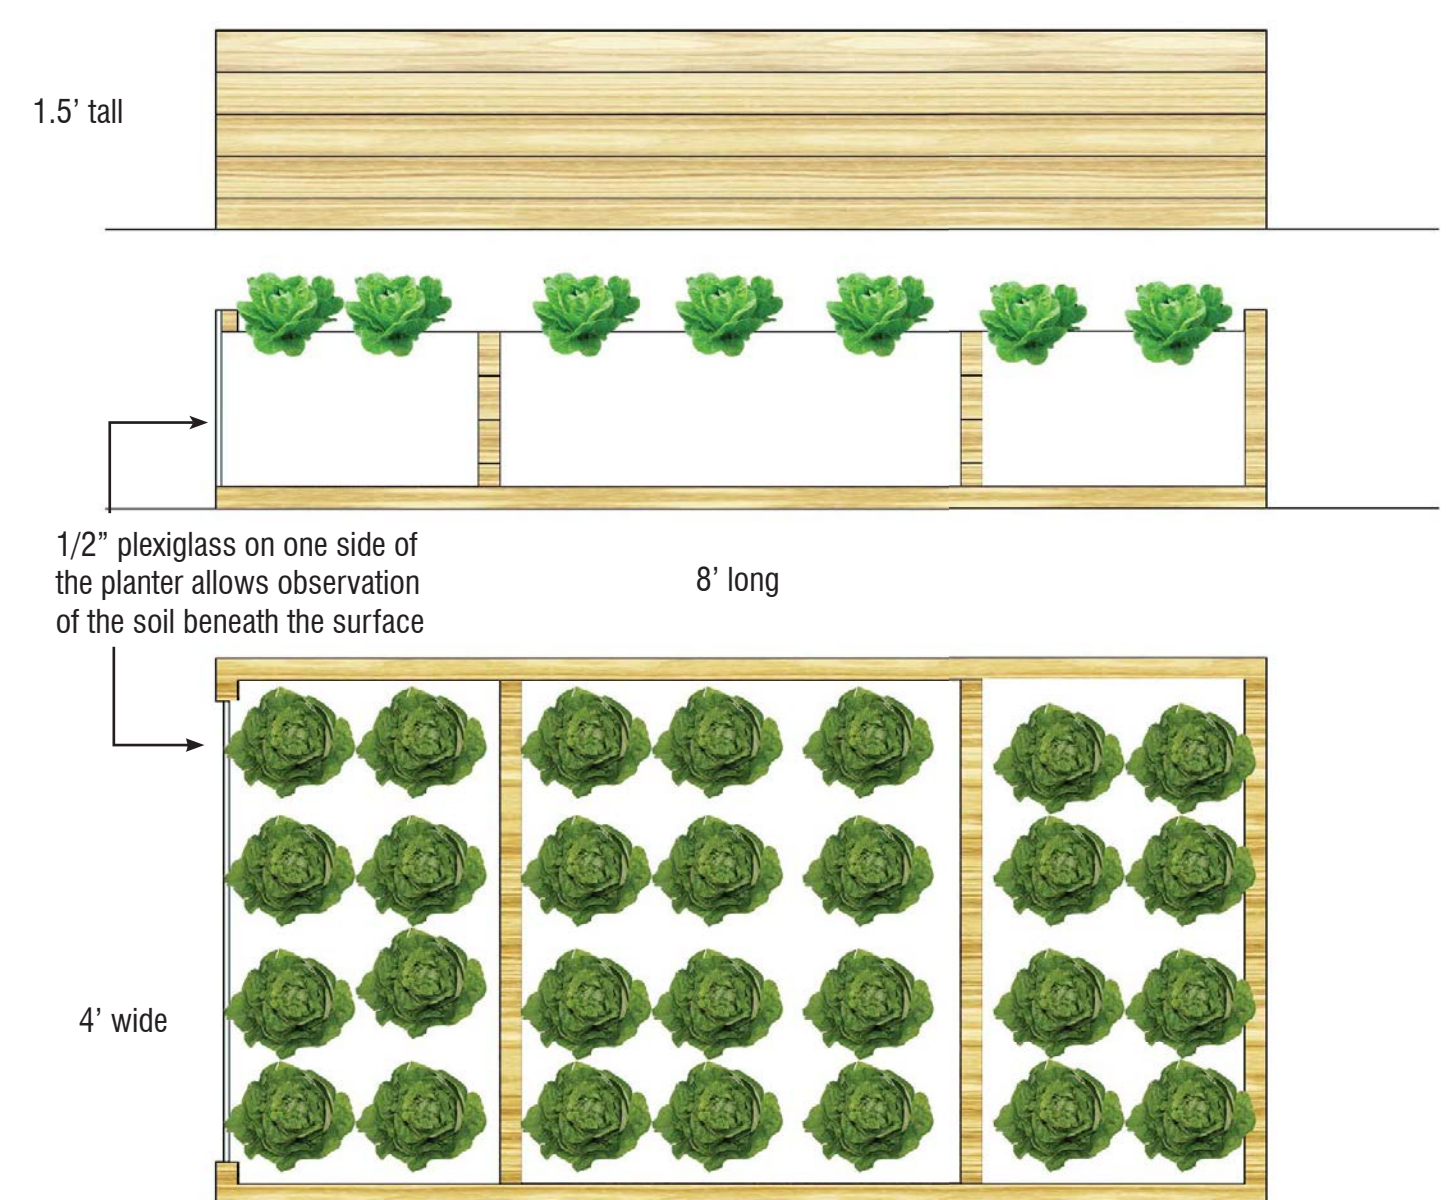 1.5’ tall
1/2” plexiglass on one side of
the planter allows observation
of the soil beneath the surface
8’ long
4’ wide